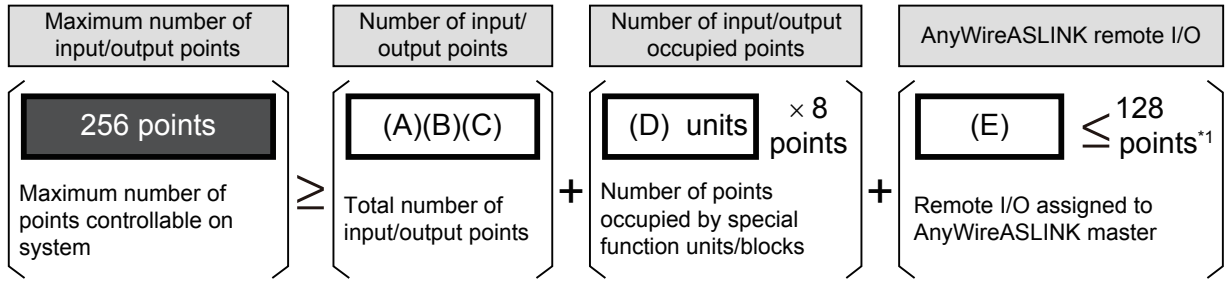 Maximum number of
input/output points
Number of input/
output points
Number of input/output
occupied points
AnyWireASLINK remote I/O
256 points
Maximum number of
points controllable on
system
≥
(A)(B)(C)
Total number of
input/output points
+
(D) units
× 8
points
Number of points
occupied by special
function units/blocks
+
(E)
≤ 128
points*1
Remote I/O assigned to
AnyWireASLINK master